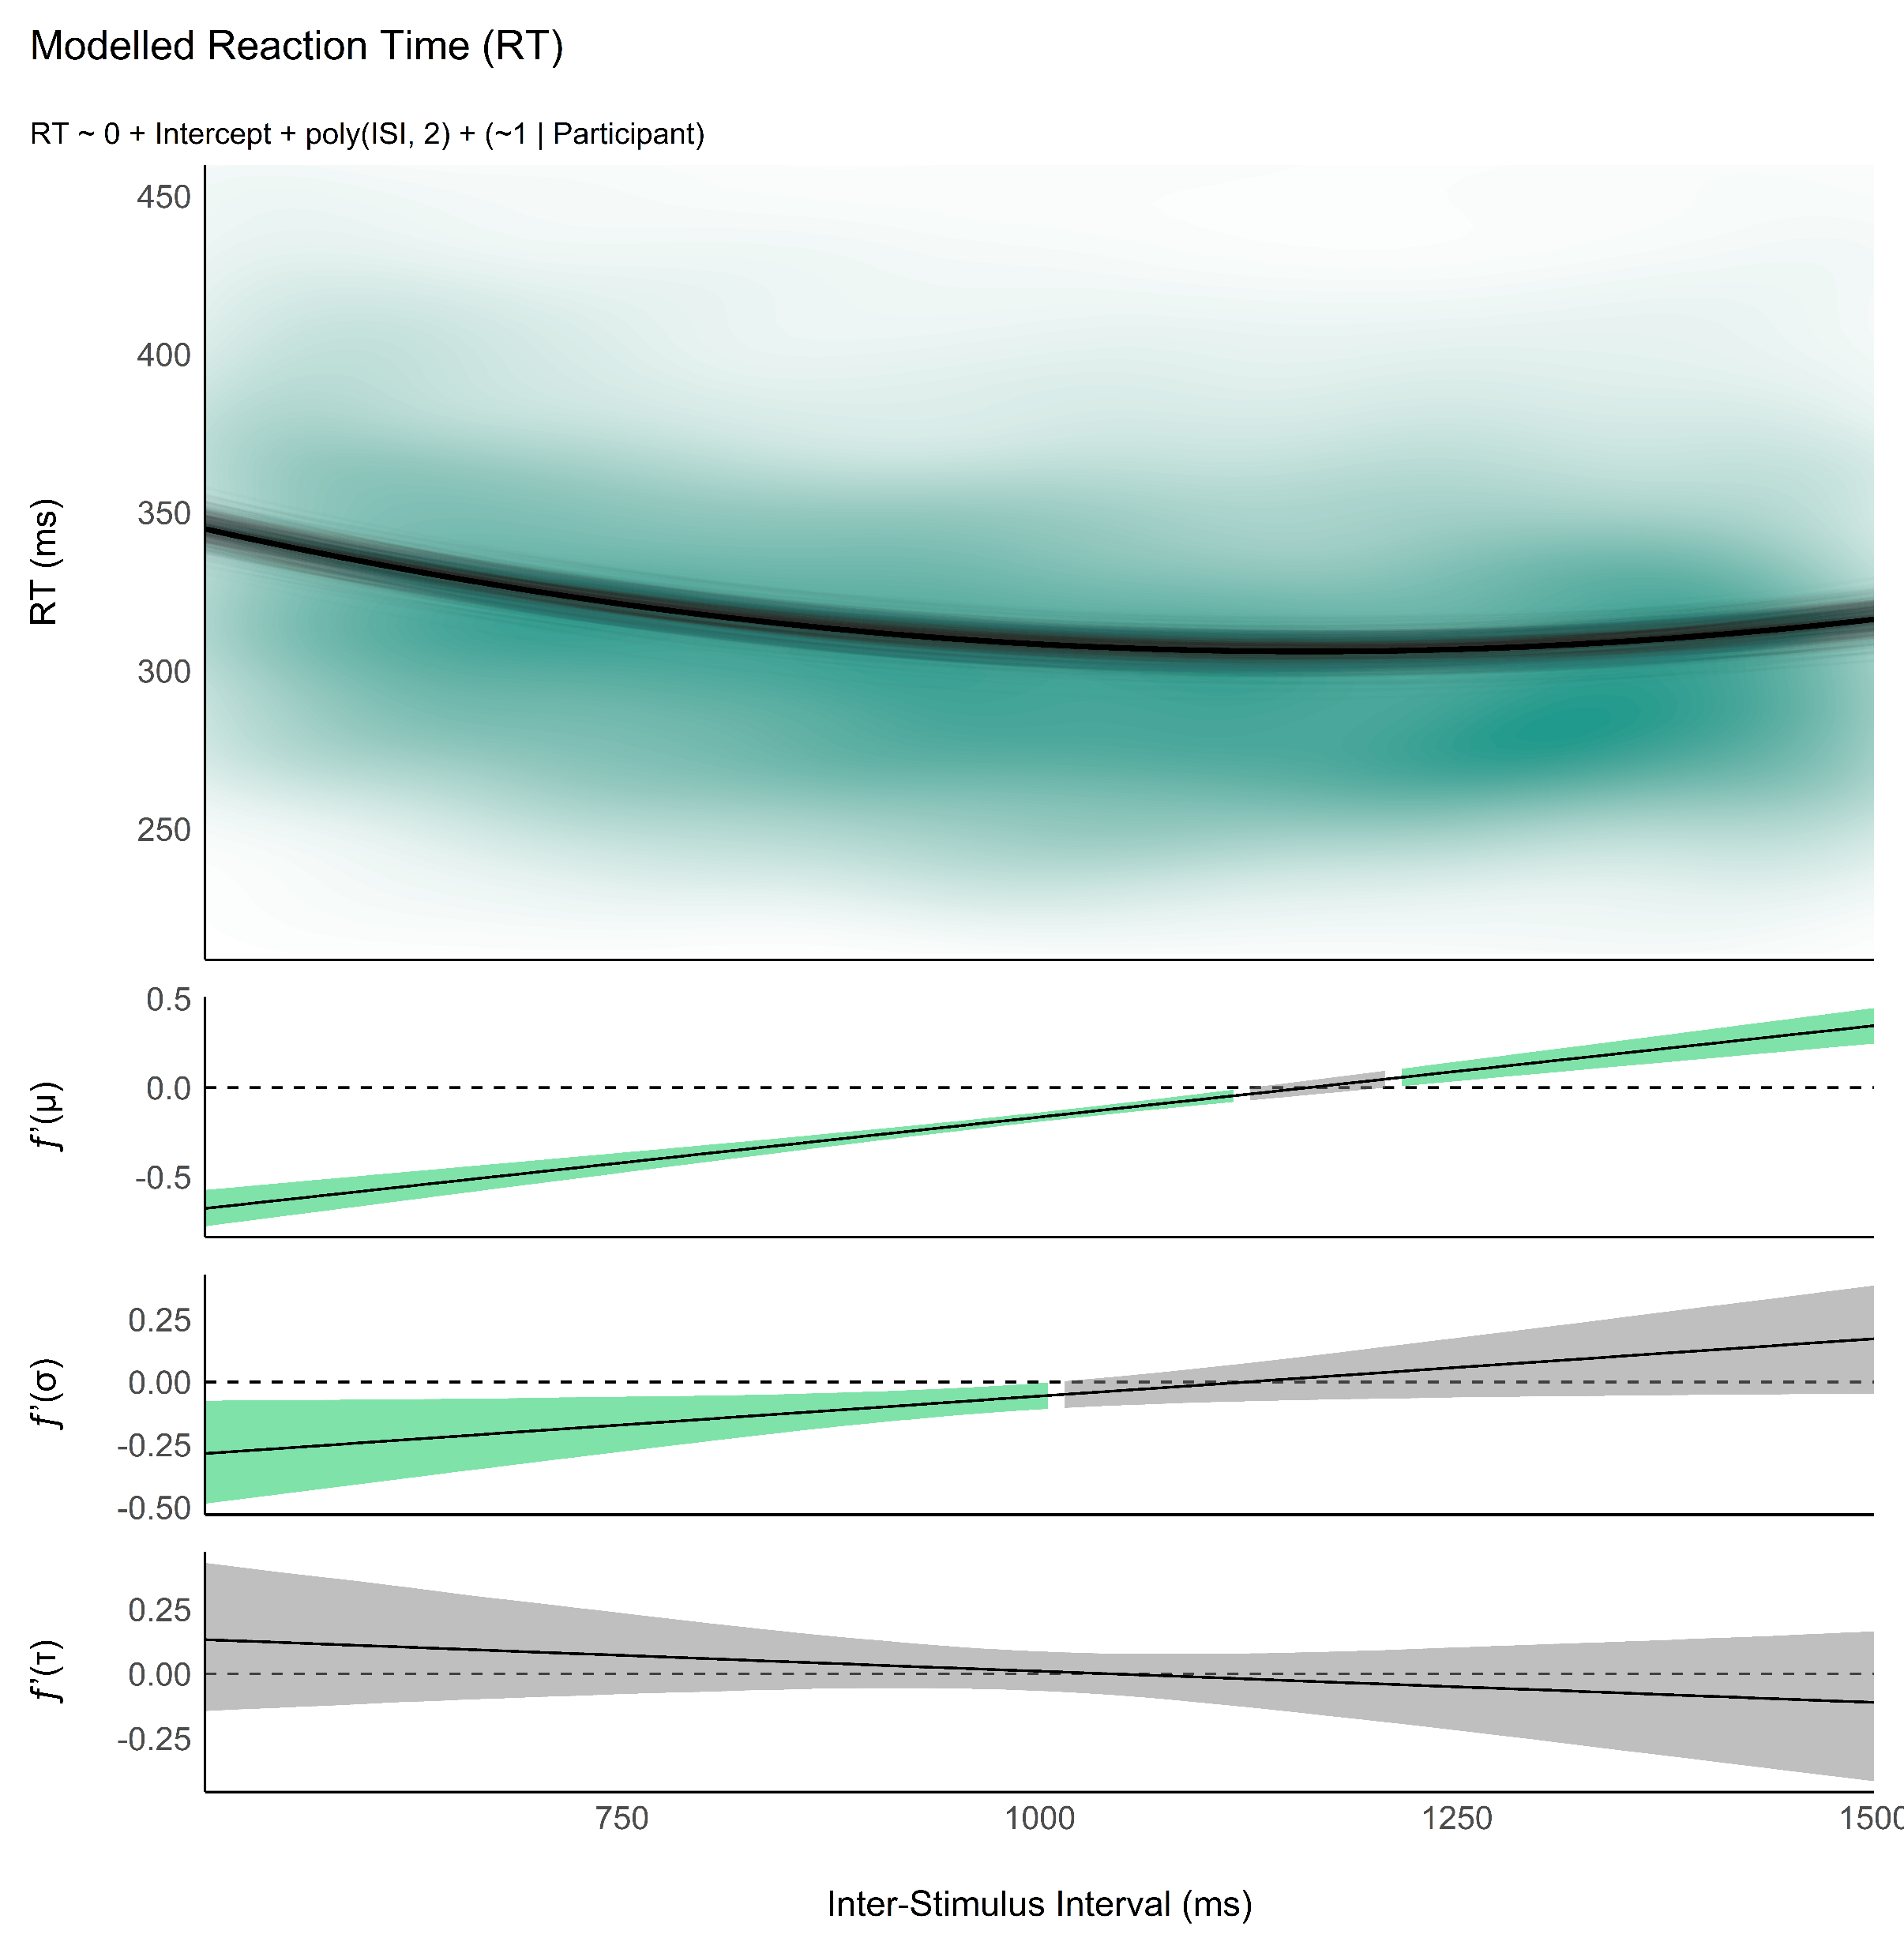 Modelled Reaction Time (RT)
RT ~ 0 + Intercept + poly(ISI, 2) + (~1 | Participant)
450
400
350
300
250
RT (ms)
0.5
0.0
-0.5
f’(μ)
0.25
0.00
-0.25
-0.50
f’(σ)
0.25
0.00
-0.25
f’(τ)
750 1000 1250 1500
Inter-Stimulus Interval (ms)